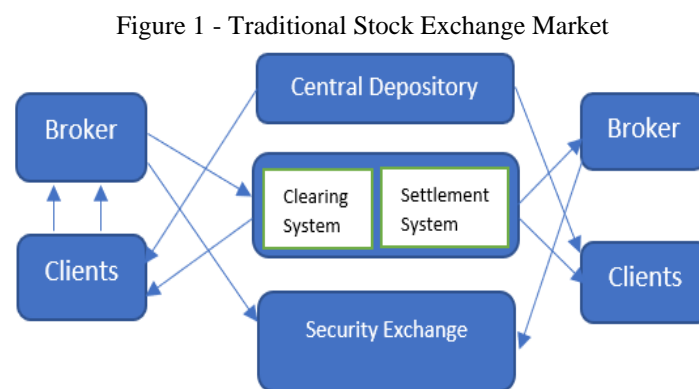 Figure 1 - Traditional Stock Exchange Market
Central Depository
Broker
Broker
Clearing
System
Settlement
System
Clients
Clients
Security Exchange